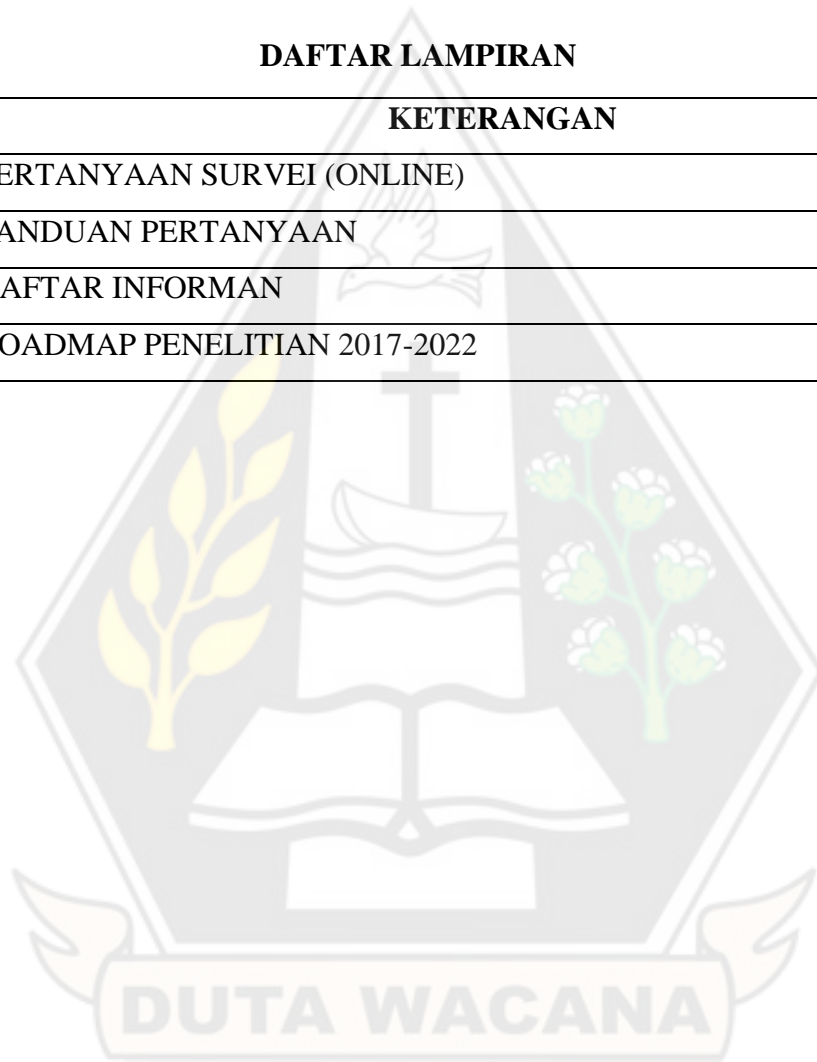 DAFTAR LAMPIRAN
KETERANGAN
ERTANYAAN SURVEI (ONLINE)
ANDUAN PERTANYAAN
AFTAR INFORMAN
OADMAP PENELITIAN 2017-2022
DUTA WACANA